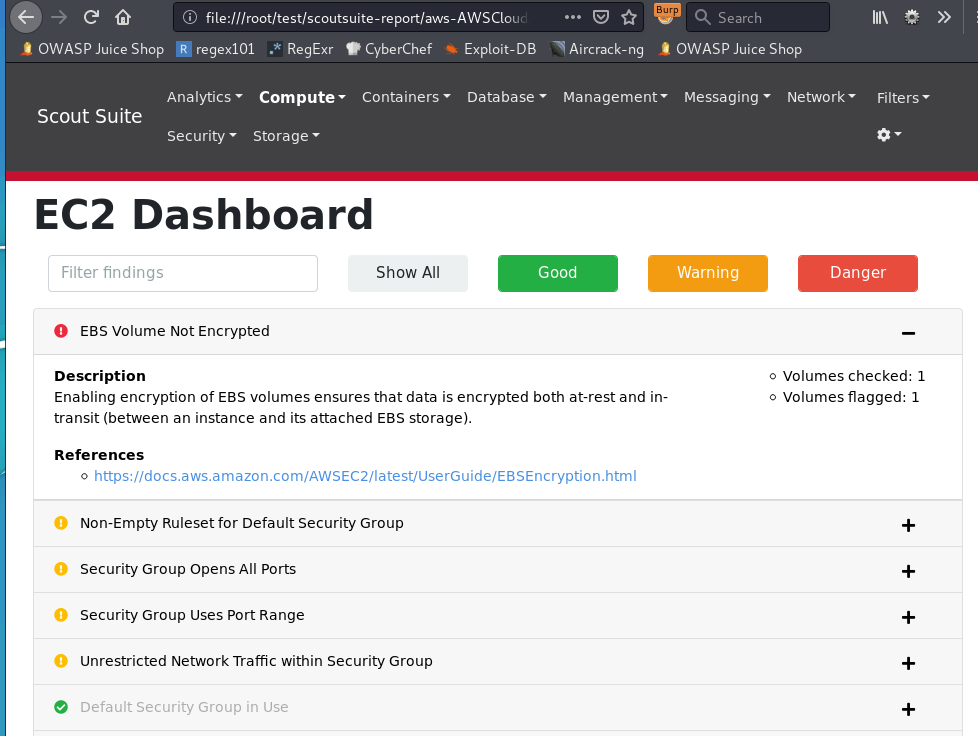 file:///root/test/scoutsuite-report/aws-AWSCloud
Burp
Search
OWASP Juice Shop
regex101
RegExr
CyberChef
Exploit-DB
Aircrack-ng
OWASP Juice Shop
Scout Suite
Analytics
Compute
Containers
Database
Management
Messaging
Network
Filters
Security
Storage
EC2 Dashboard
Filter findings
Show All
Good
Warning
Danger
EBS Volume Not Encrypted
Description
Enabling encryption of EBS volumes ensures that data is encrypted both at-rest and in-
transit (between an instance and its attached EBS storage).
Volumes checked: 1
Volumes flagged: 1
References
https://docs.aws.amazon.com/AWSEC2/latest/UserGuide/EBSEncryption.html
Non-Empty Ruleset for Default Security Group
Security Group Opens All Ports
Security Group Uses Port Range
Unrestricted Network Traffic within Security Group
Default Security Group in Use